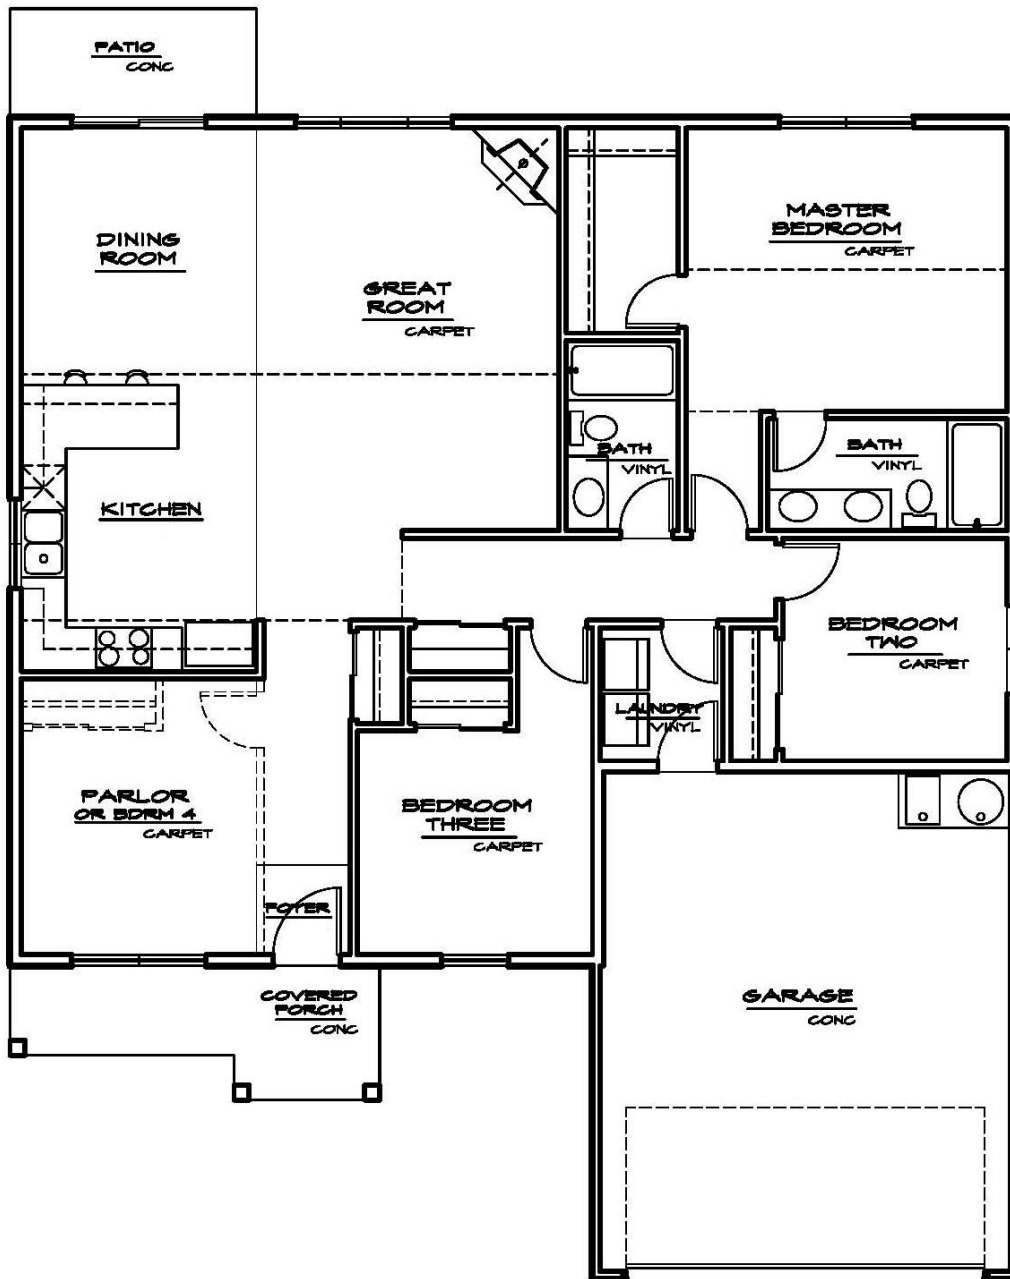 PATIO
CONC
DINING
ROOM
GREAT
ROOM
CARPET
MASTER
BEDROOM
CARPET
BATH
VINYL
BATH
VINYL
KITCHEN
BEDROOM
TWO
CARPET
LAUNDRY
VINYL
PARLOR
OR BDRM 4
CARPET
BEDROOM
THREE
CARPET
FOYER
COVERED
PORCH
CONC
GARAGE
CONC